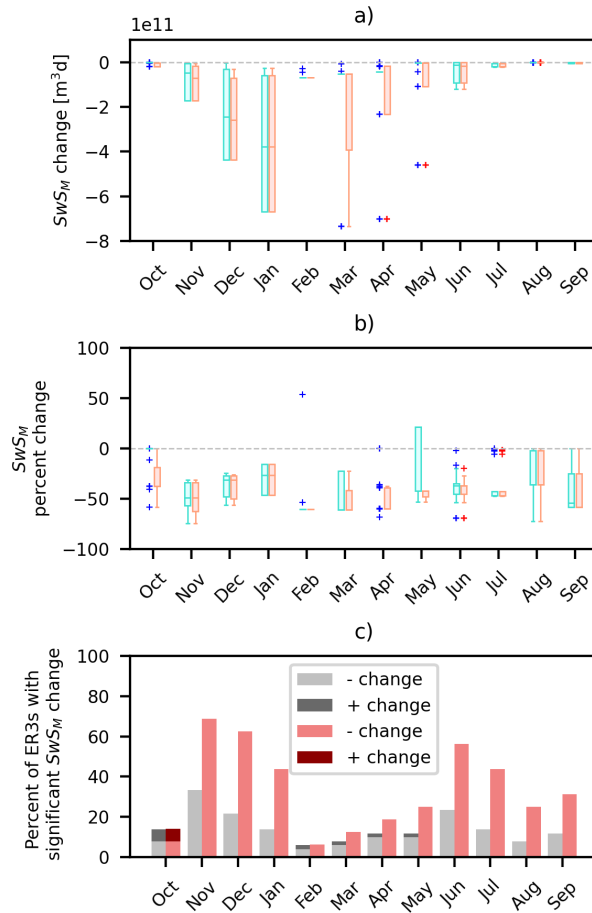 a)
1e11
SwS_M change [m³d]
0
−2
−4
−6
−8
Oct Nov Dec Jan Feb Mar Apr May Jun Jul Aug Sep
b)
SwS_M
percent change
100
50
0
−50
−100
Oct Nov Dec Jan Feb Mar Apr May Jun Jul Aug Sep
c)
Percent of ER3s with
significant SwS_M change
100
80
60
40
20
0
- change
+ change
- change
+ change
Oct Nov Dec Jan Feb Mar Apr May Jun Jul Aug Sep